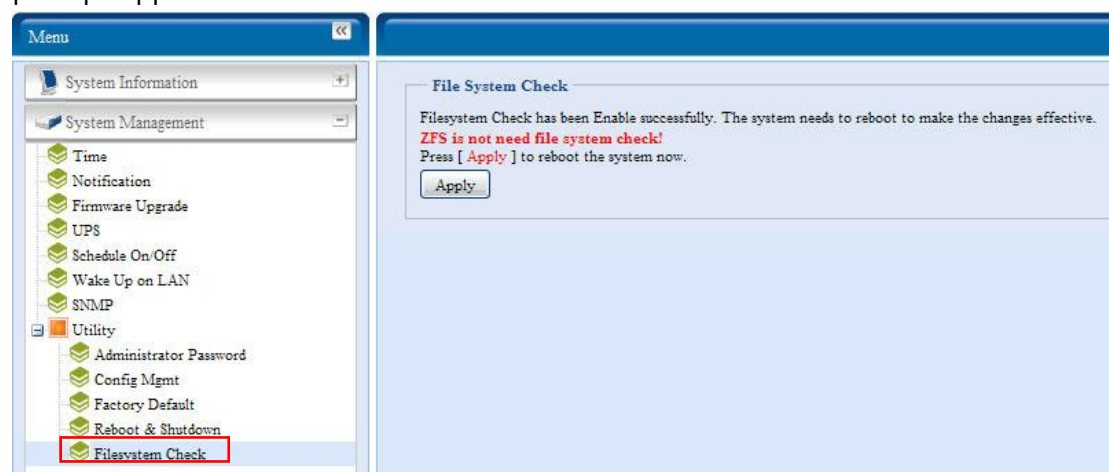 Menu
System Information
System Management
Time
Notification
Firmware Upgrade
UPS
Schedule On/Off
Wake Up on LAN
SNMP
Utility
Administrator Password
Config Mgmt
Factory Default
Reboot & Shutdown
Filesystem Check
File System Check
Filesystem Check has been Enable successfully. The system needs to reboot to make the changes effective.
ZFS is not need file system check!
Press [ Apply ] to reboot the system now.
Apply